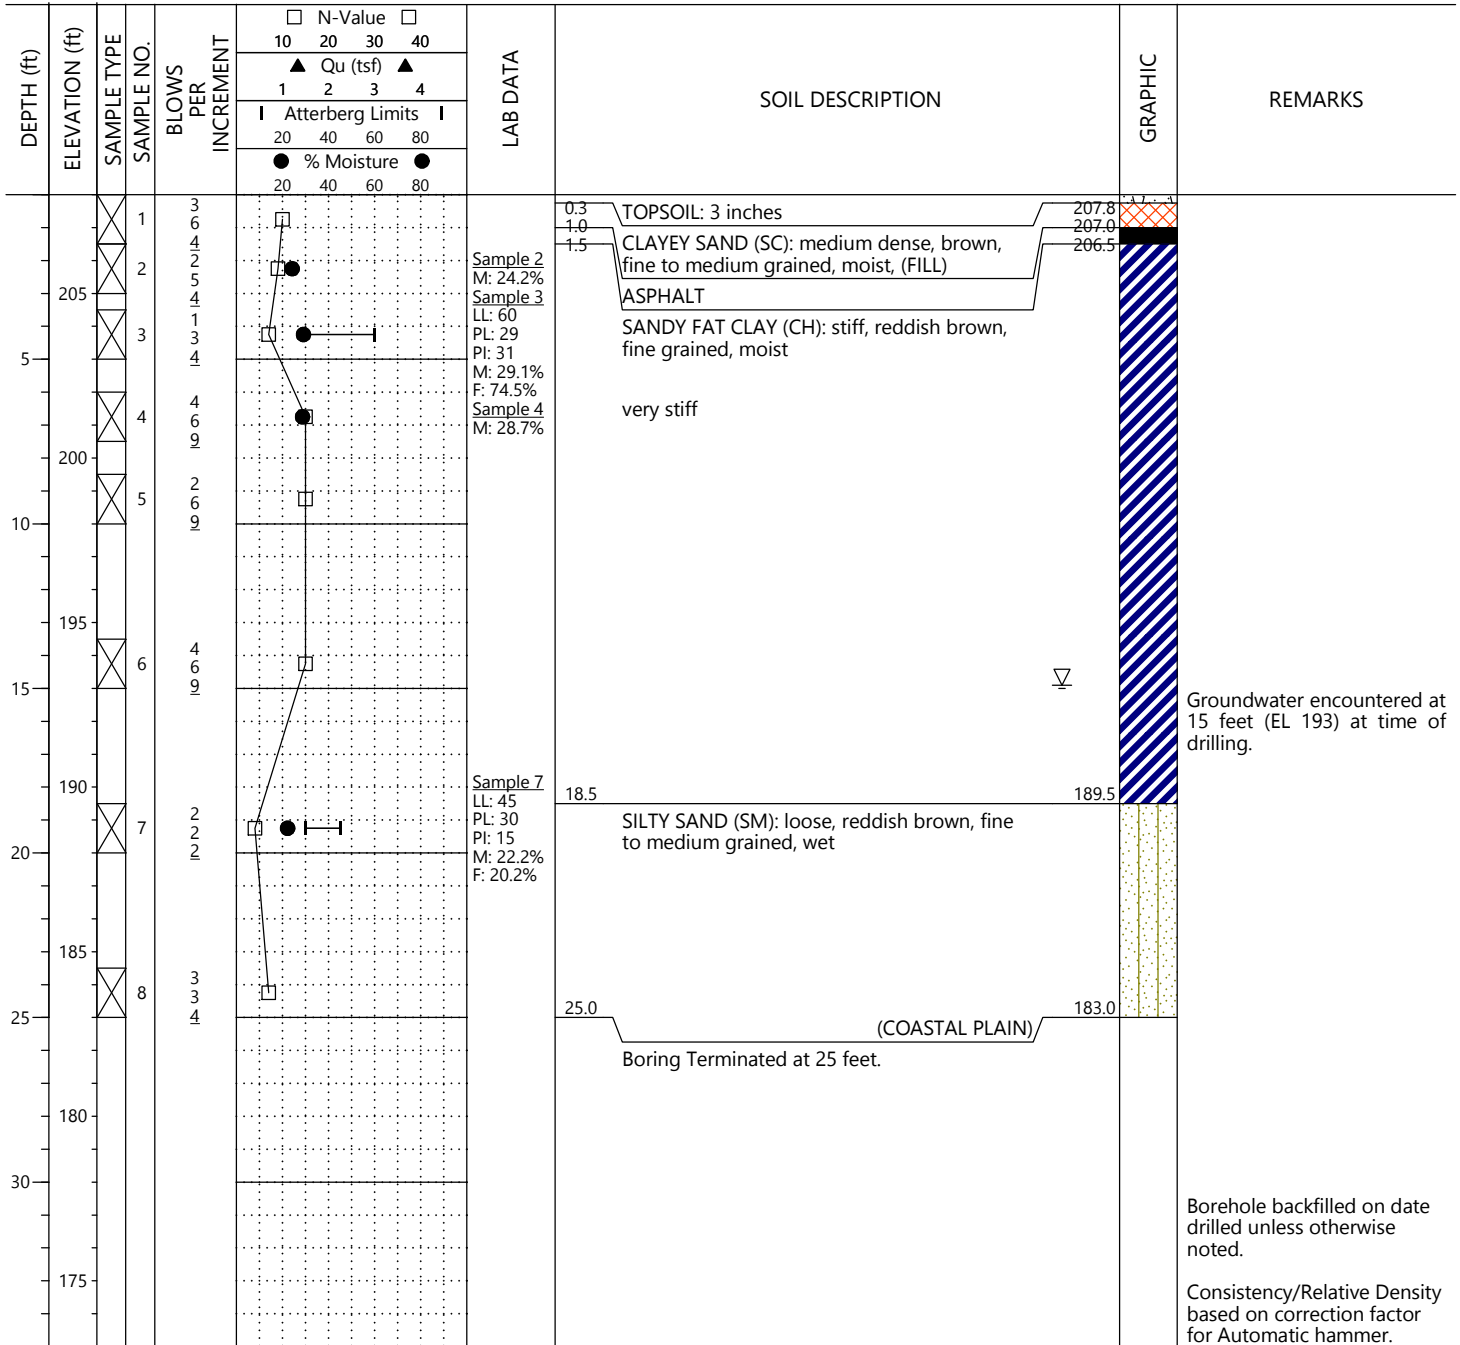 DEPTH (ft)
ELEVATION (ft)
SAMPLE TYPE
SAMPLE NO.
BLOWS
PER
INCREMENT
N-Value
10 20 30 40
Qu (tsf)
1 2 3 4
Atterberg Limits
20 40 60 80
% Moisture
20 40 60 80
LAB DATA
SOIL DESCRIPTION
GRAPHIC
REMARKS
1
3
6
4
2
2
5
4
205
3
1
3
4
5
4
4
6
9
200
5
2
6
9
10
195
6
4
6
9
15
190
7
2
2
2
20
185
8
3
3
4
25
180
30
175
Sample 2
M: 24.2%
Sample 3
LL: 60
PL: 29
PI: 31
M: 29.1%
F: 74.5%
Sample 4
M: 28.7%
Sample 7
LL: 45
PL: 30
PI: 15
M: 22.2%
F: 20.2%
0.3 TOPSOIL: 3 inches 207.8
1.0 207.0
1.5 206.5
CLAYEY SAND (SC): medium dense, brown,
fine to medium grained, moist, (FILL)
ASPHALT
SANDY FAT CLAY (CH): stiff, reddish brown,
fine grained, moist
very stiff
18.5 189.5
SILTY SAND (SM): loose, reddish brown, fine
to medium grained, wet
25.0 183.0
(COASTAL PLAIN)
Boring Terminated at 25 feet.
Groundwater encountered at
15 feet (EL 193) at time of
drilling.
Borehole backfilled on date
drilled unless otherwise
noted.
Consistency/Relative Density
based on correction factor
for Automatic hammer.